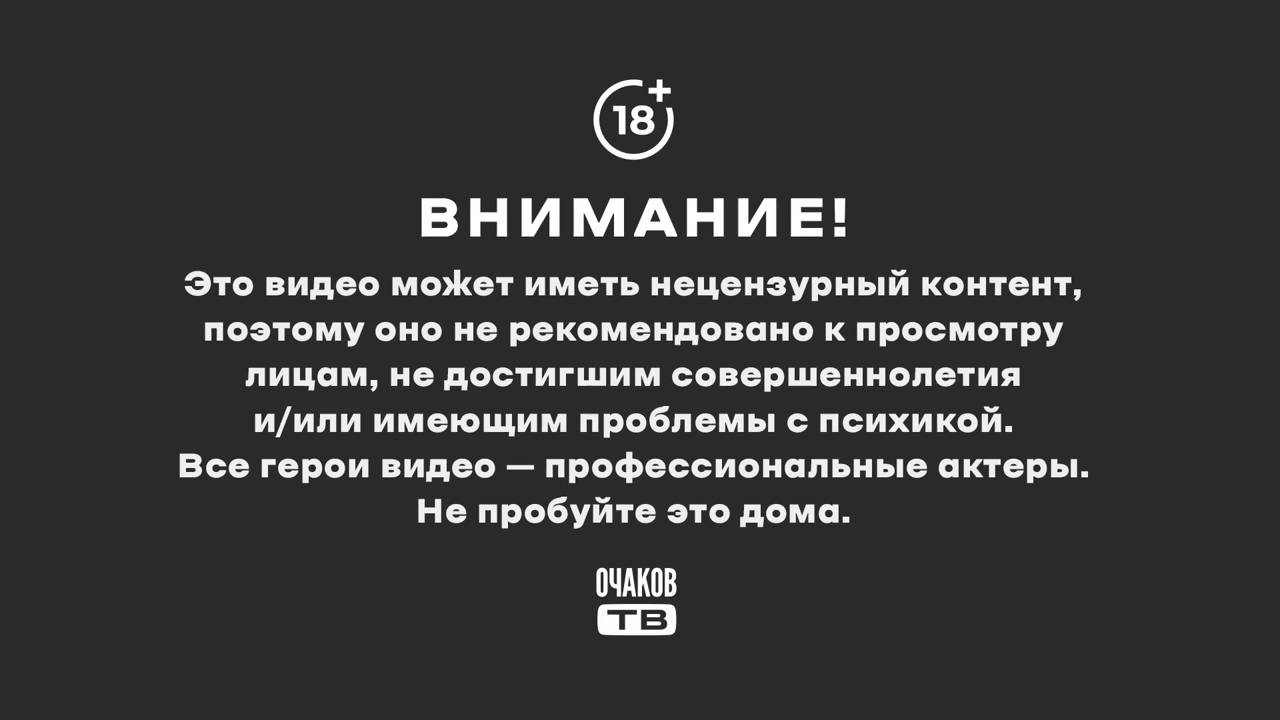 18+
ВНИМАНИЕ!
Это видео может иметь нецензурный контент,
поэтому оно не рекомендовано к просмотру
лицам, не достигшим совершеннолетия
и/или имеющим проблемы с психикой.
Все герои видео — профессиональные актеры.
Не пробуйте это дома.
ОЧАКОВ
ТВ